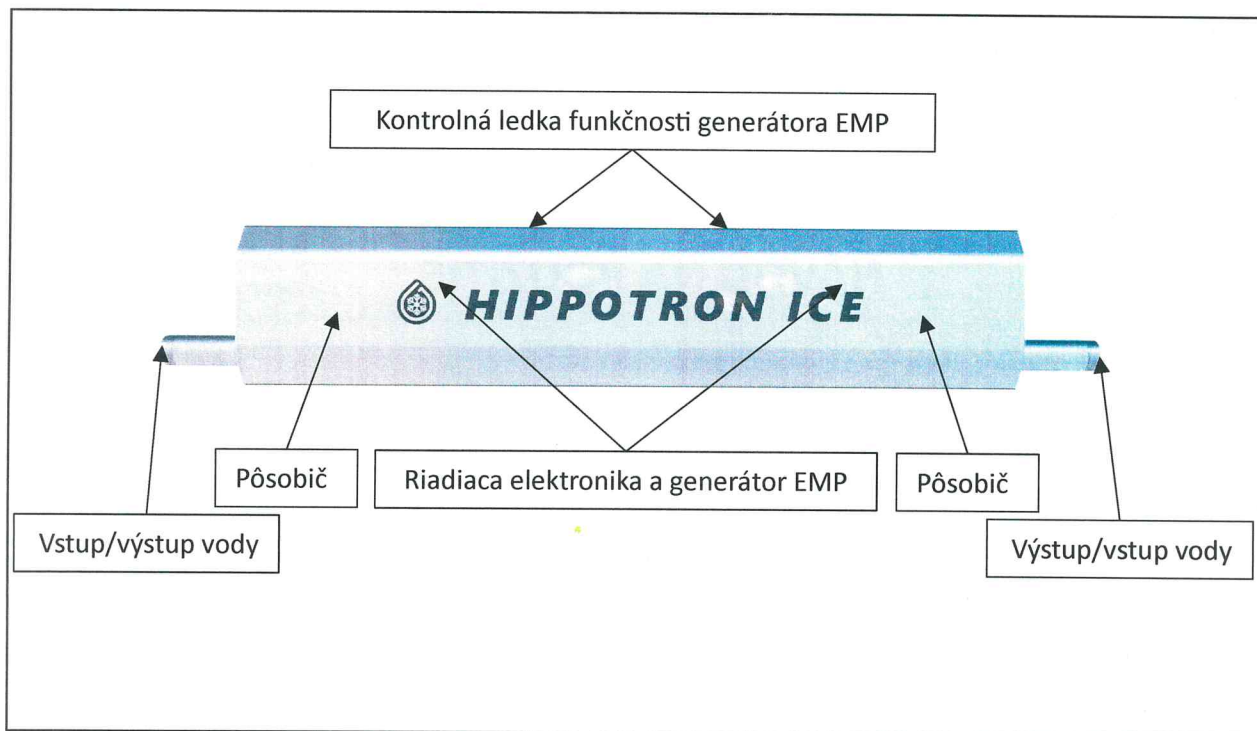 Kontrolná ledka funkčnosti generátora EMP
HIPPOTRON ICE
Pôsobič
Riadiaca elektronika a generátor EMP
Pôsobič
Vstup/výstup vody
Výstup/vstup vody